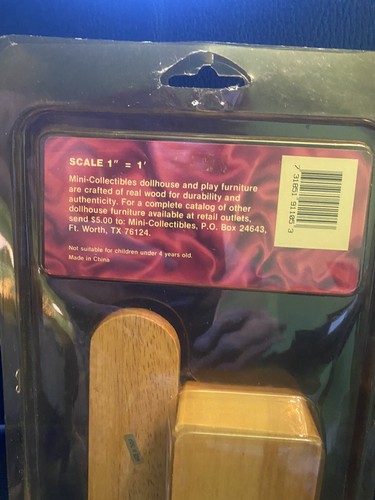 SCALE 1" = 1'
Mini-Collectibles dollhouse and play furniture
are crafted of real wood for durability and
authenticity. For a complete catalog of other
dollhouse furniture available at retail outlets,
send $5.00 to: Mini-Collectibles, P.O. Box 24643,
Ft. Worth, TX 76124.
Not suitable for children under 4 years old.
Made in China